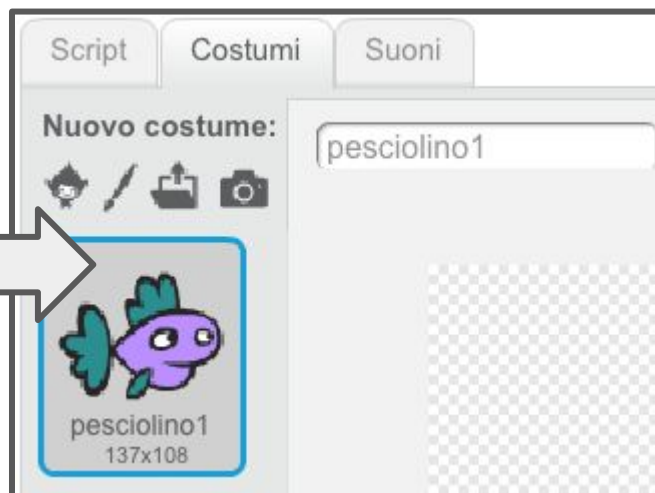 Script Costumi Suoni
Nuovo costume:
pesciolino1
pesciolino1
137x108